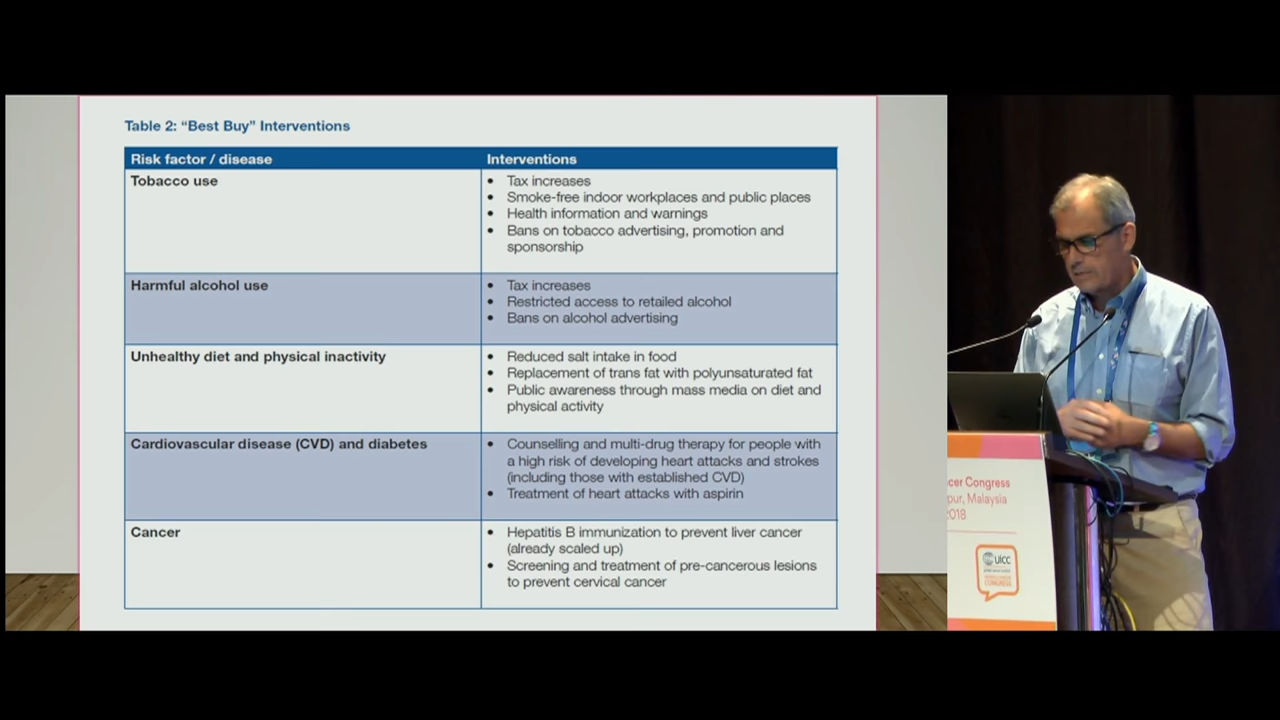 Table 2: “Best Buy” Interventions
Risk factor / disease
Interventions
Tobacco use
• Tax increases
• Smoke-free indoor workplaces and public places
• Health information and warnings
• Bans on tobacco advertising, promotion and
sponsorship
Harmful alcohol use
• Tax increases
• Restricted access to retailed alcohol
• Bans on alcohol advertising
Unhealthy diet and physical inactivity
• Reduced salt intake in food
• Replacement of trans fat with polyunsaturated fat
• Public awareness through mass media on diet and
physical activity
Cardiovascular disease (CVD) and diabetes
• Counselling and multi-drug therapy for people with
a high risk of developing heart attacks and strokes
(including those with established CVD)
• Treatment of heart attacks with aspirin
Cancer
• Hepatitis B immunization to prevent liver cancer
(already scaled up)
• Screening and treatment of pre-cancerous lesions
to prevent cervical cancer
cer Congress
pur, Malaysia
2018
uicc
CONGRESS